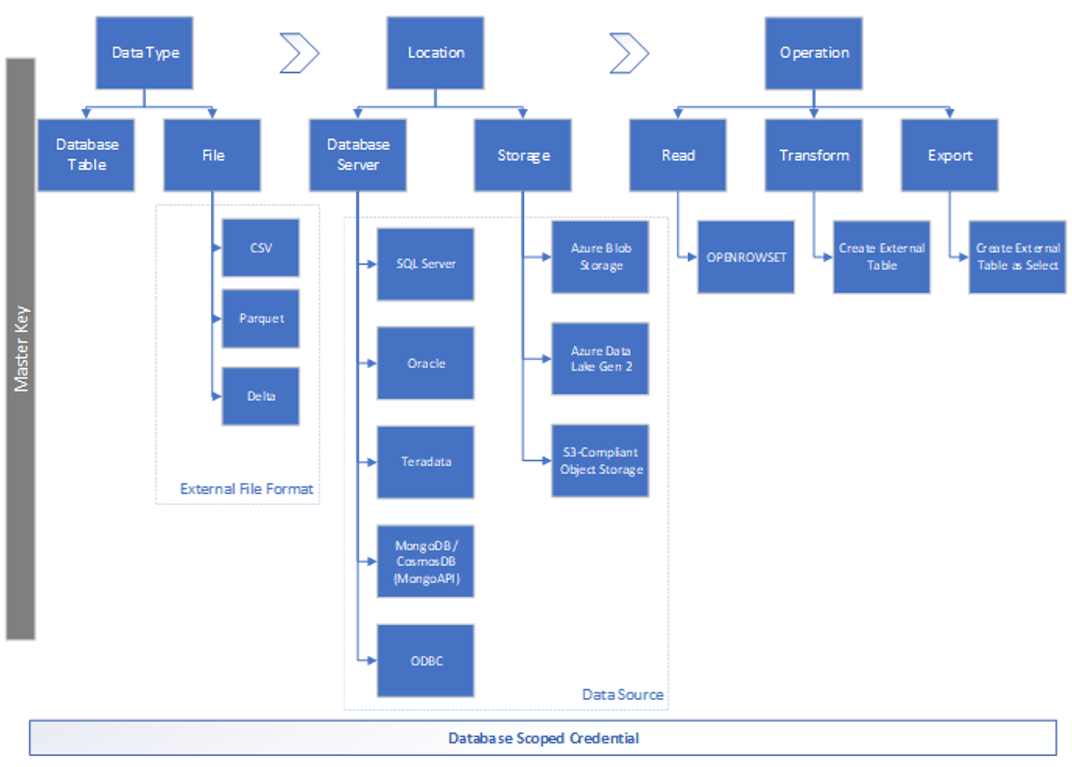 Data Type
Location
Operation
Database
Table
File
Database
Server
Storage
Read
Transform
Export
CSV
Parquet
Delta
External File Format
SQL Server
Oracle
Teradata
MongoDB /
CosmosDB
(MongoAPI)
ODBC
Azure Blob
Storage
Azure Data
Lake Gen 2
S3-Compliant
Object Storage
Data Source
OPENROWSET
Create External
Table
Create External
Table as Select
Master Key
Database Scoped Credential